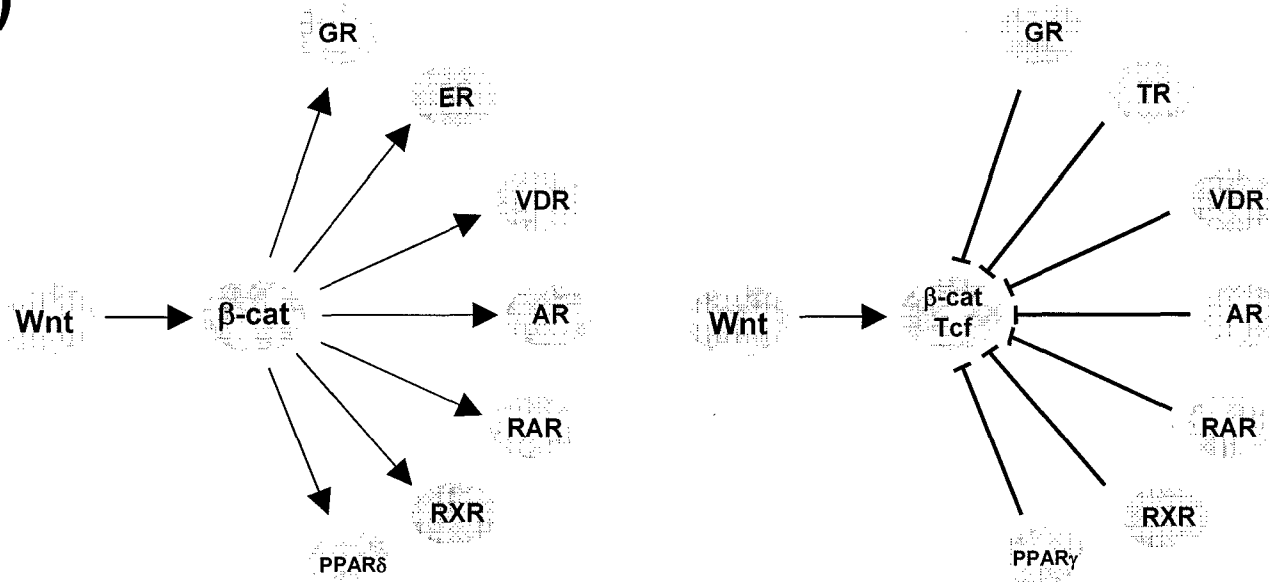 )
GR
ER
VDR
Wnt
β-cat
AR
RAR
RXR
PPARδ
GR
TR
VDR
Wnt
β-cat
Tcf
AR
RAR
RXR
PPARγ